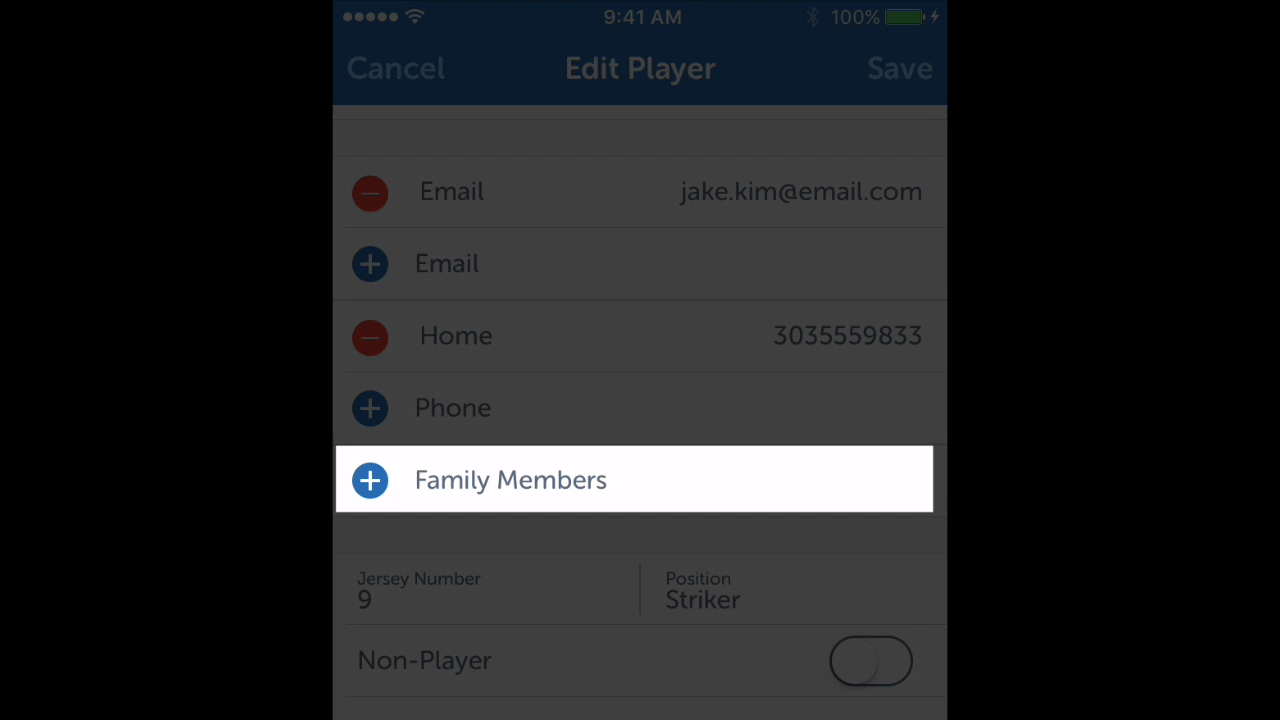 9:41 AM 100%
Cancel Edit Player Save
Email jake.kim@email.com
Email
Home 3035559833
Phone
Family Members
Jersey Number Position
9 Striker
Non-Player